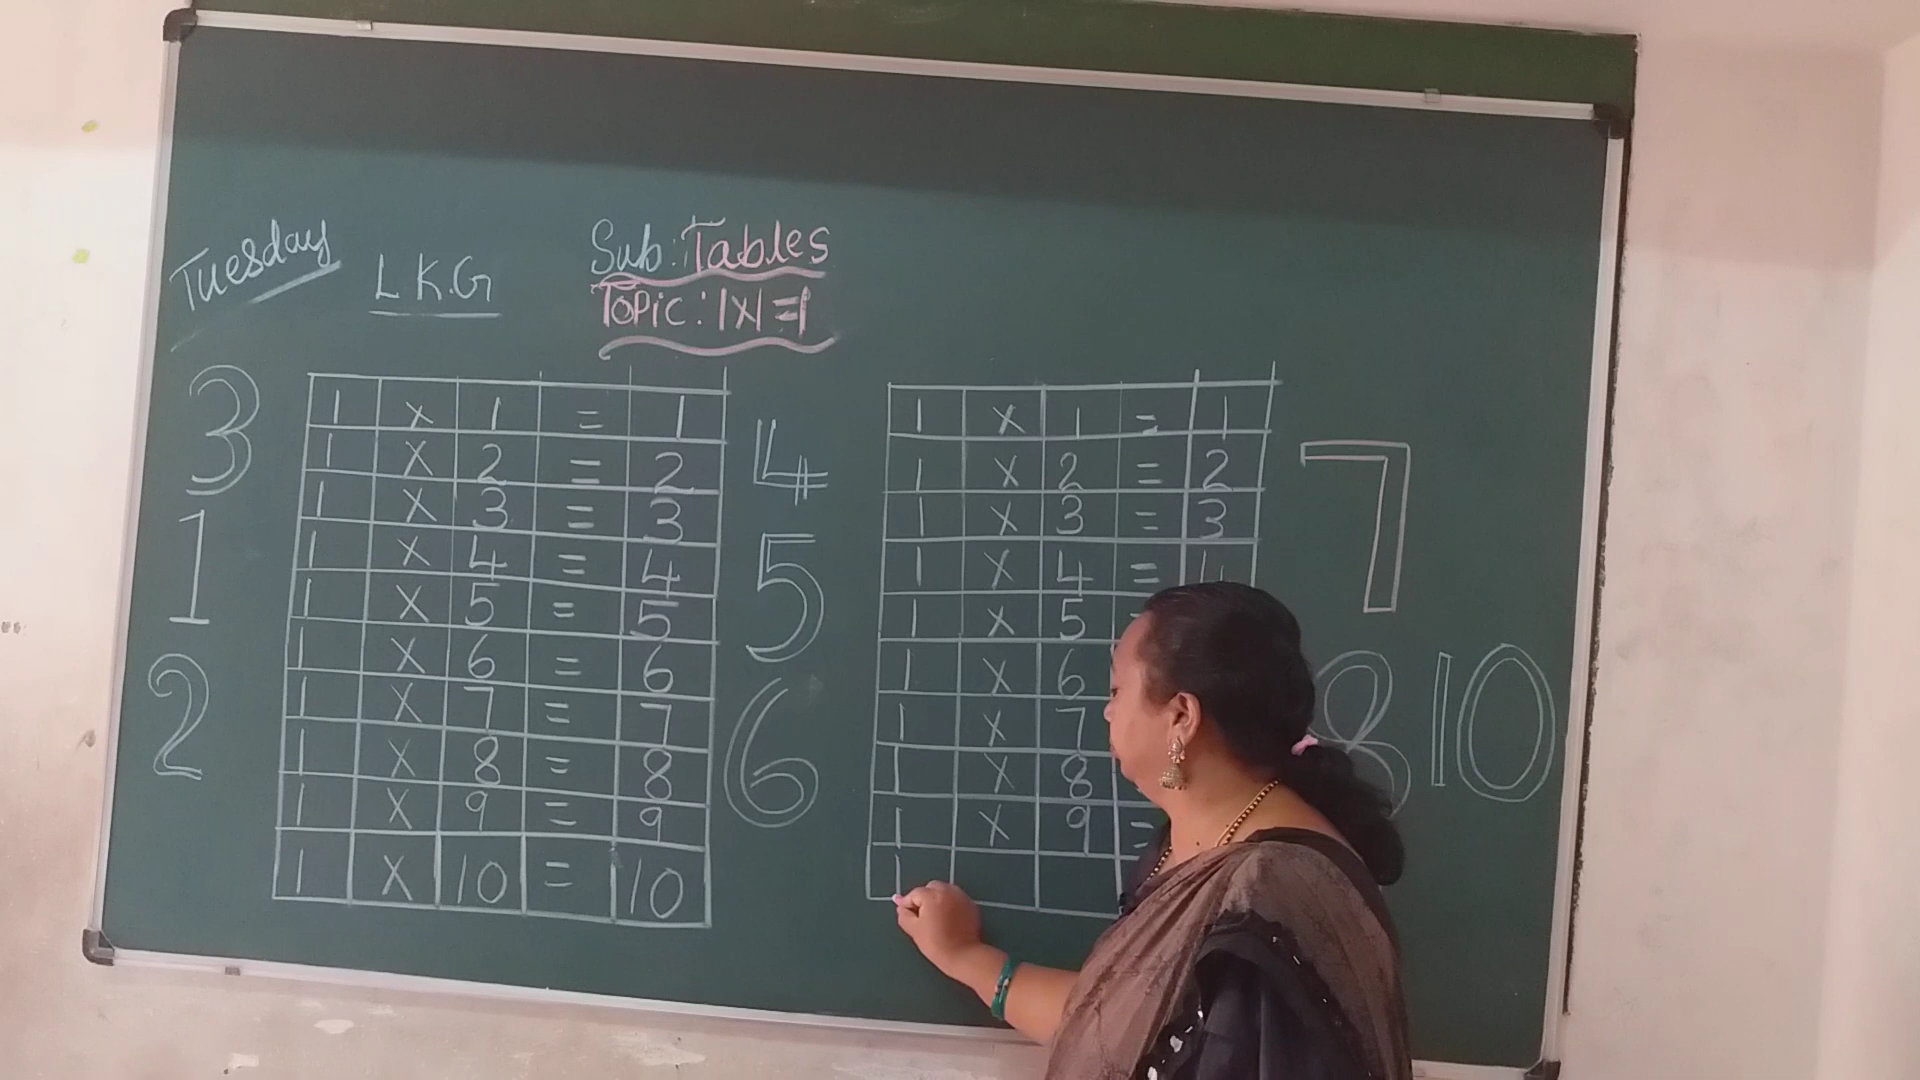 Tuesday
L.K.G
Sub: Tables
Topic: 1x1=1
3
1
2
1 x 1 = 1
1 x 2 = 2
1 x 3 = 3
1 x 4 = 4
1 x 5 = 5
1 x 6 = 6
1 x 7 = 7
1 x 8 = 8
1 x 9 = 9
1 x 10 = 10
4
5
6
1 x 1 = 1
1 x 2 = 2
1 x 3 = 3
1 x 4 = 4
1 x 5
1 x 6
1 x 7
1 x 8
1 x 9 =
1
7
8
10